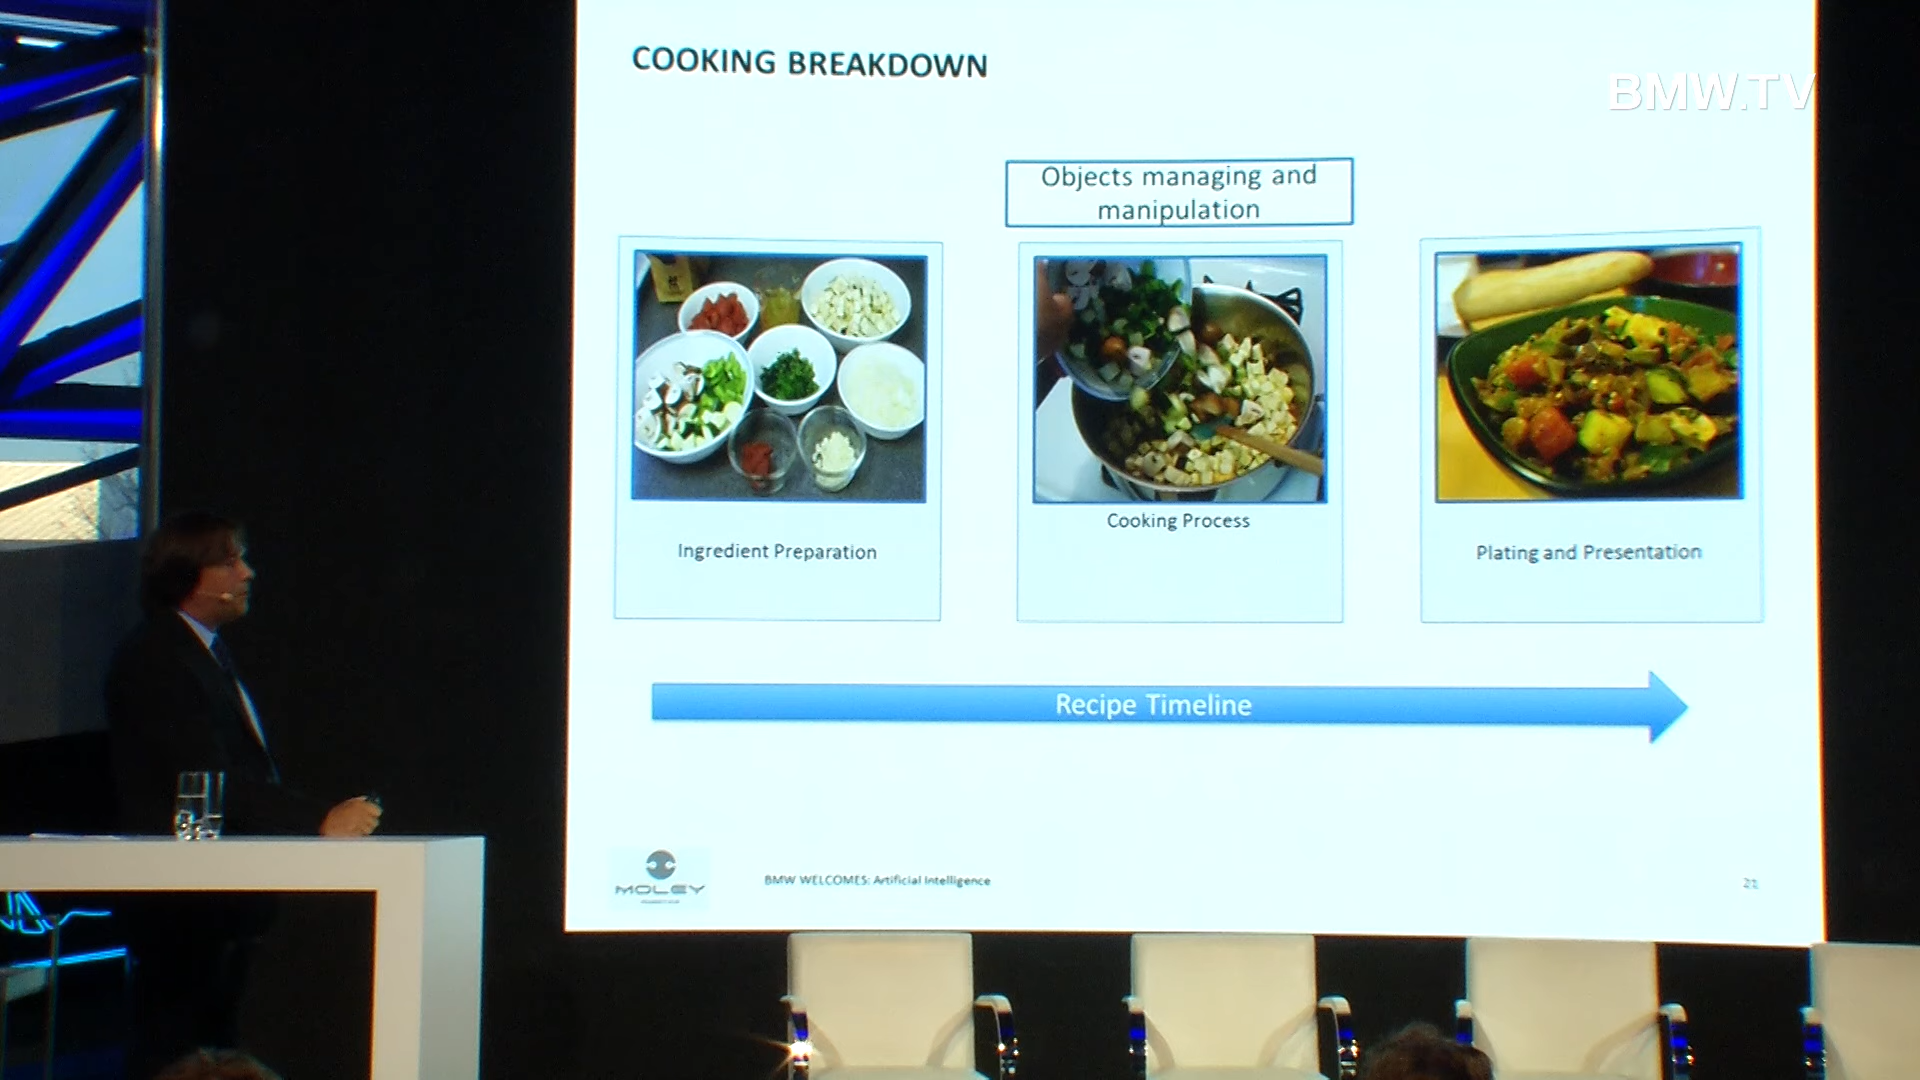 COOKING BREAKDOWN
BMW.TV
Objects managing and
manipulation
Ingredient Preparation
Cooking Process
Plating and Presentation
Recipe Timeline
MOLEY
BMW WELCOMES: Artificial Intelligence
21